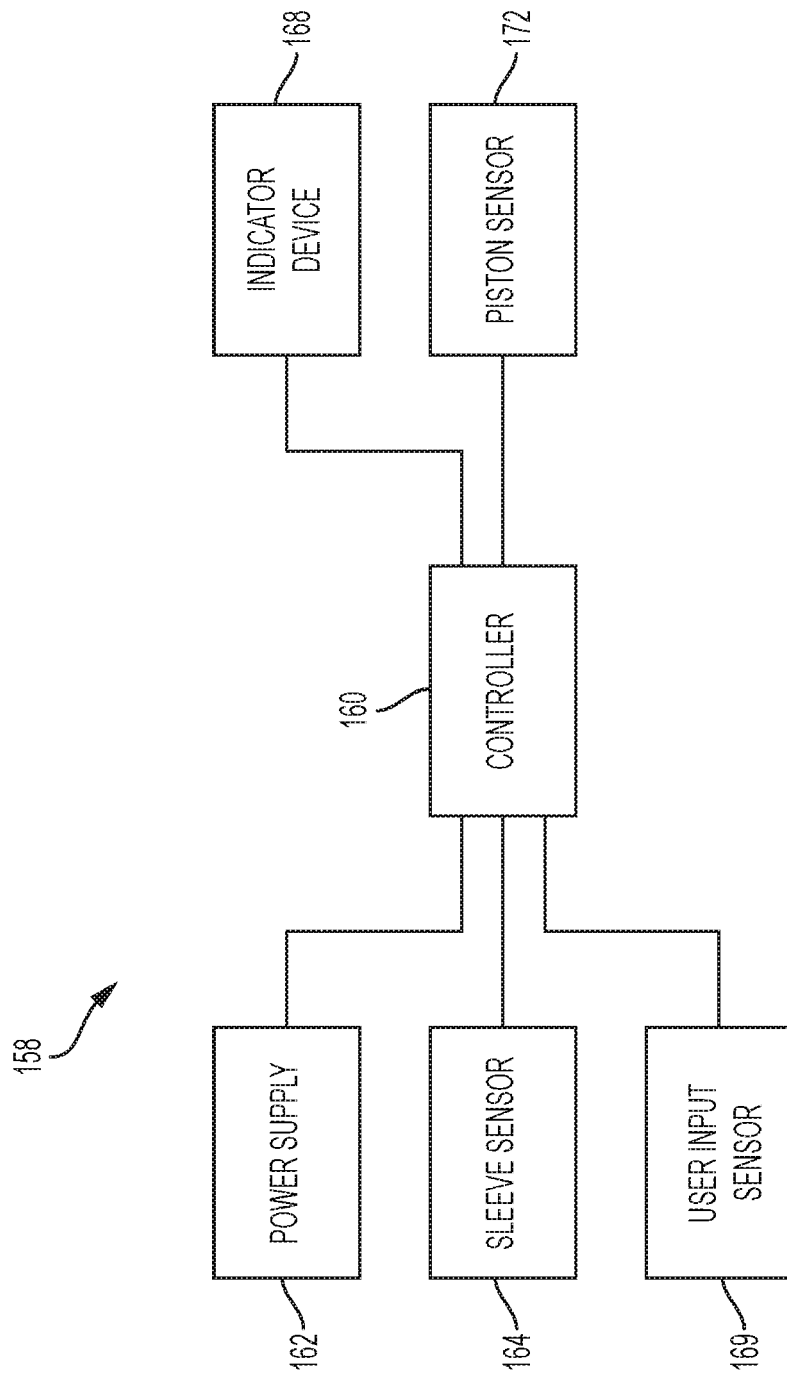 158
POWER SUPPLY
162
SLEEVE SENSOR
164
USER INPUT
SENSOR
169
160
CONTROLLER
INDICATOR
DEVICE
168
PISTON SENSOR
172